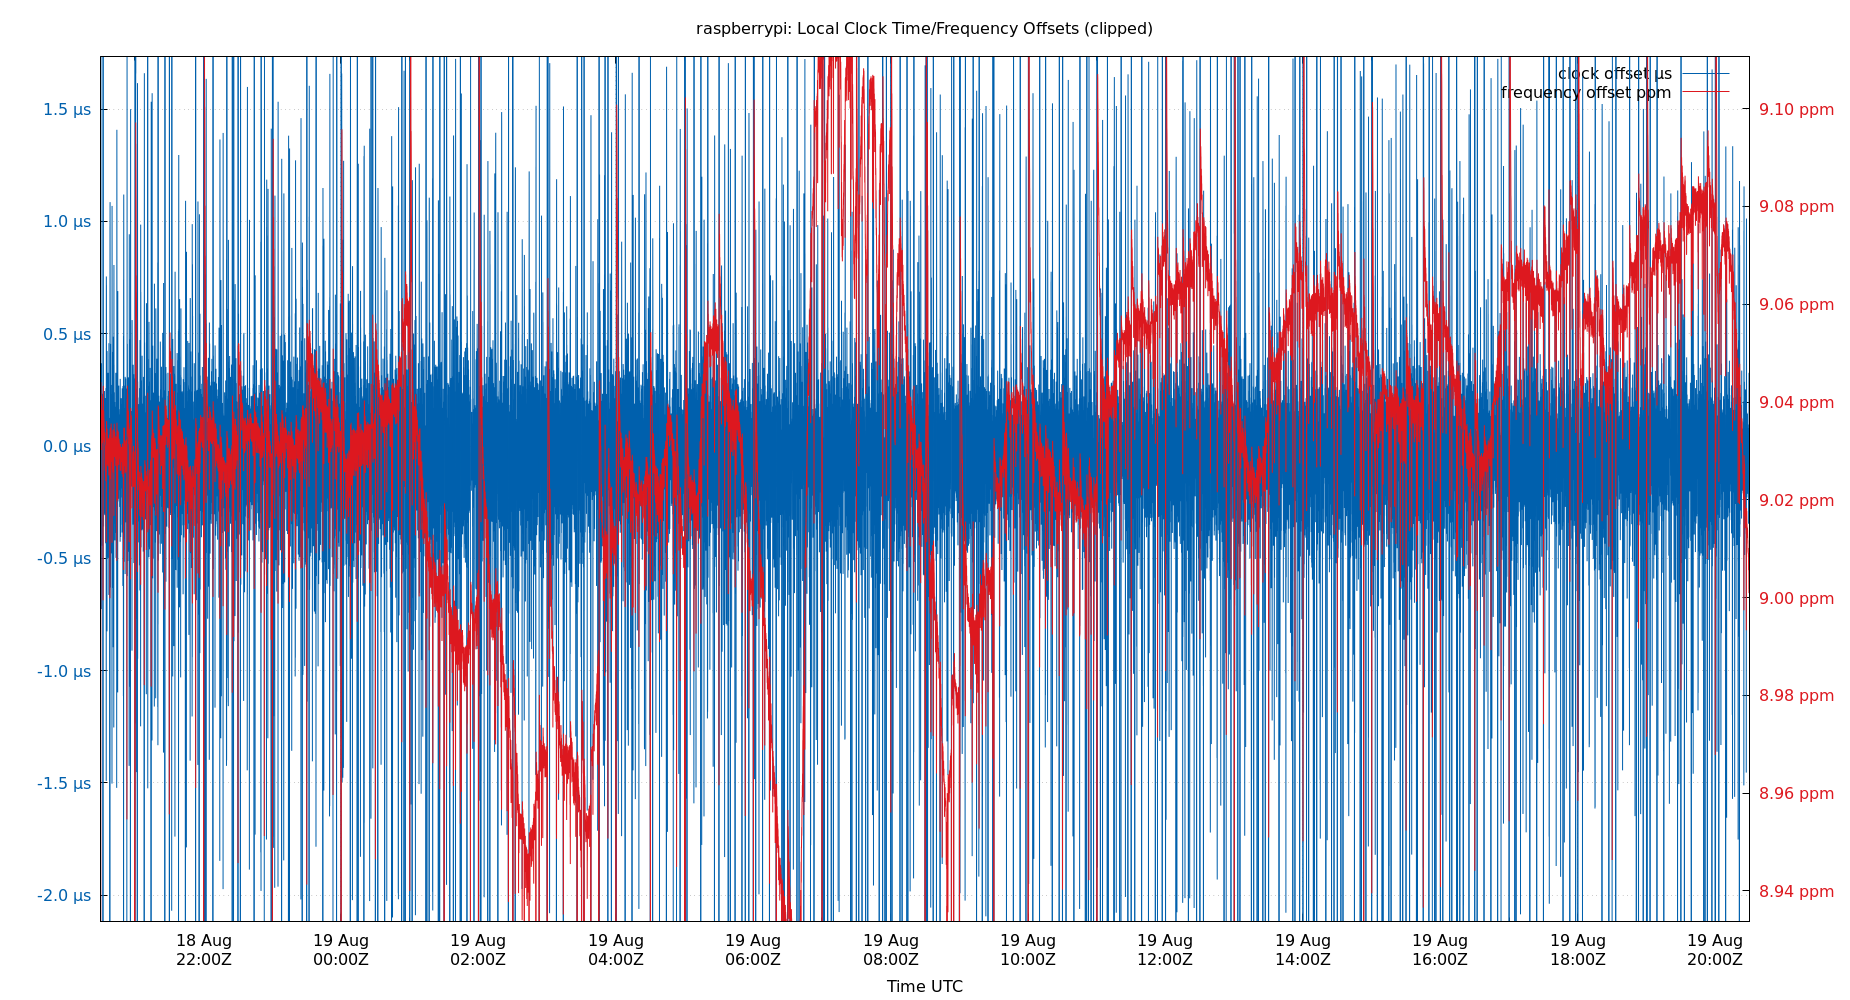 raspberrypi: Local Clock Time/Frequency Offsets (clipped)
clock offset µs
frequency offset ppm
1.5 µs
1.0 µs
0.5 µs
0.0 µs
-0.5 µs
-1.0 µs
-1.5 µs
-2.0 µs
9.10 ppm
9.08 ppm
9.06 ppm
9.04 ppm
9.02 ppm
9.00 ppm
8.98 ppm
8.96 ppm
8.94 ppm
18 Aug
22:00Z
19 Aug
00:00Z
19 Aug
02:00Z
19 Aug
04:00Z
19 Aug
06:00Z
19 Aug
08:00Z
19 Aug
10:00Z
19 Aug
12:00Z
19 Aug
14:00Z
19 Aug
16:00Z
19 Aug
18:00Z
19 Aug
20:00Z
Time UTC